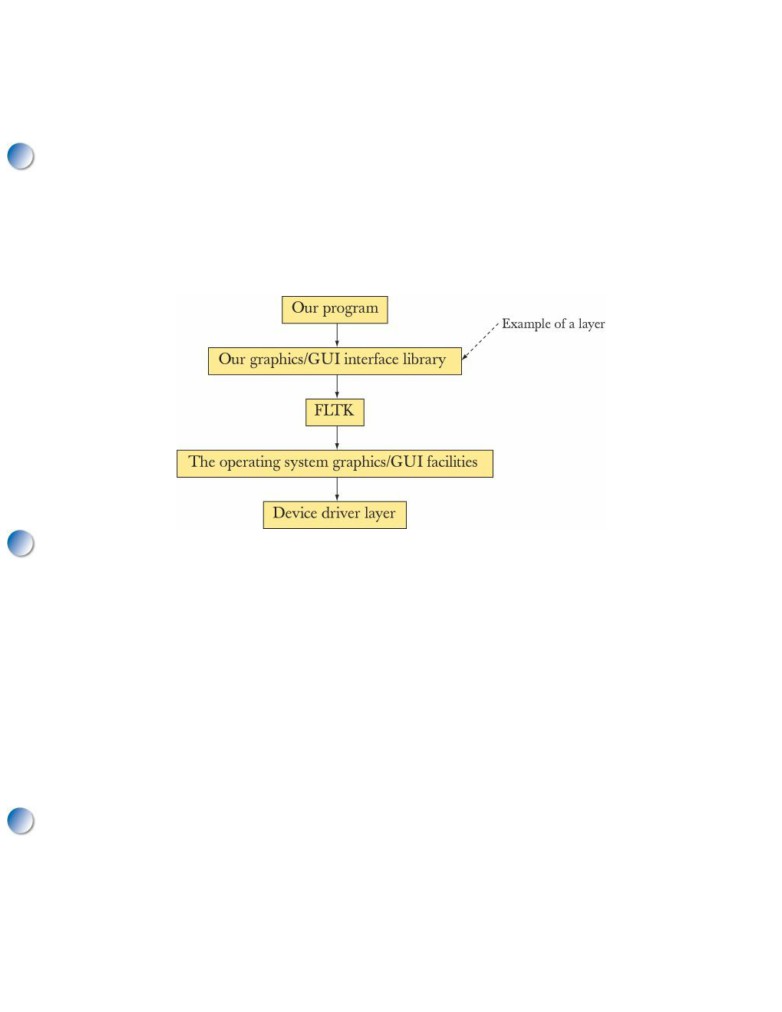 Our program
Example of a layer
Our graphics/GUI interface library
FLTK
The operating system graphics/GUI facilities
Device driver layer